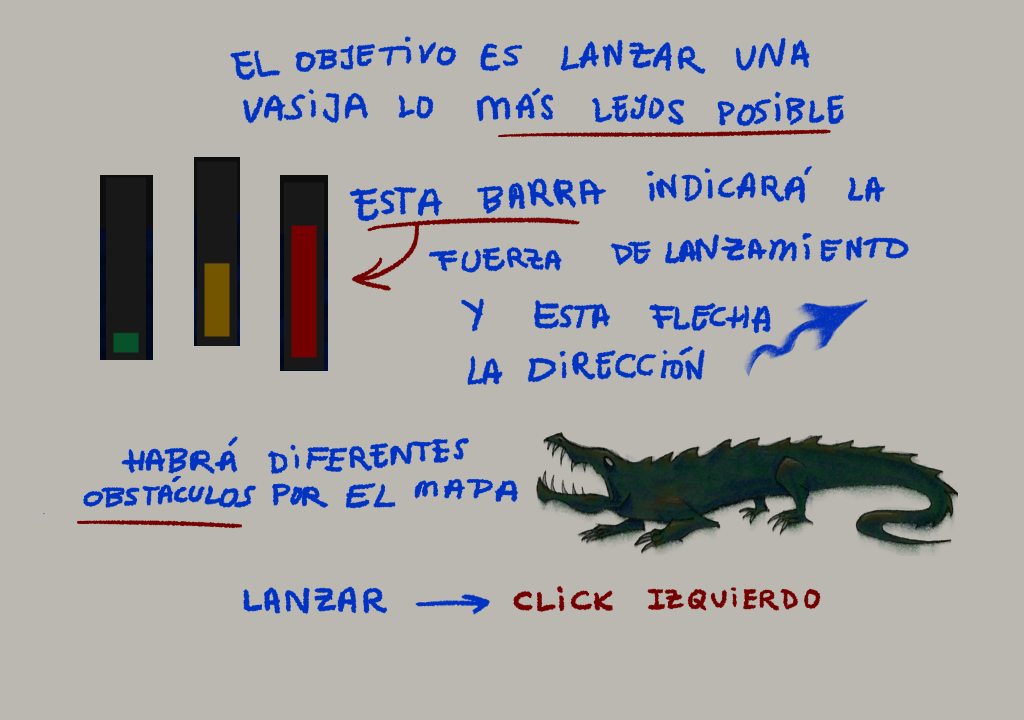 EL OBJETIVO ES LANZAR UNA
VASIJA LO MÁS LEJOS POSIBLE
ESTA BARRA INDICARÁ LA
FUERZA DE LANZAMIENTO
Y ESTA FLECHA
LA DIRECCIÓN
HABRÁ DIFERENTES
OBSTÁCULOS POR EL MAPA
LANZAR → CLICK IZQUIERDO